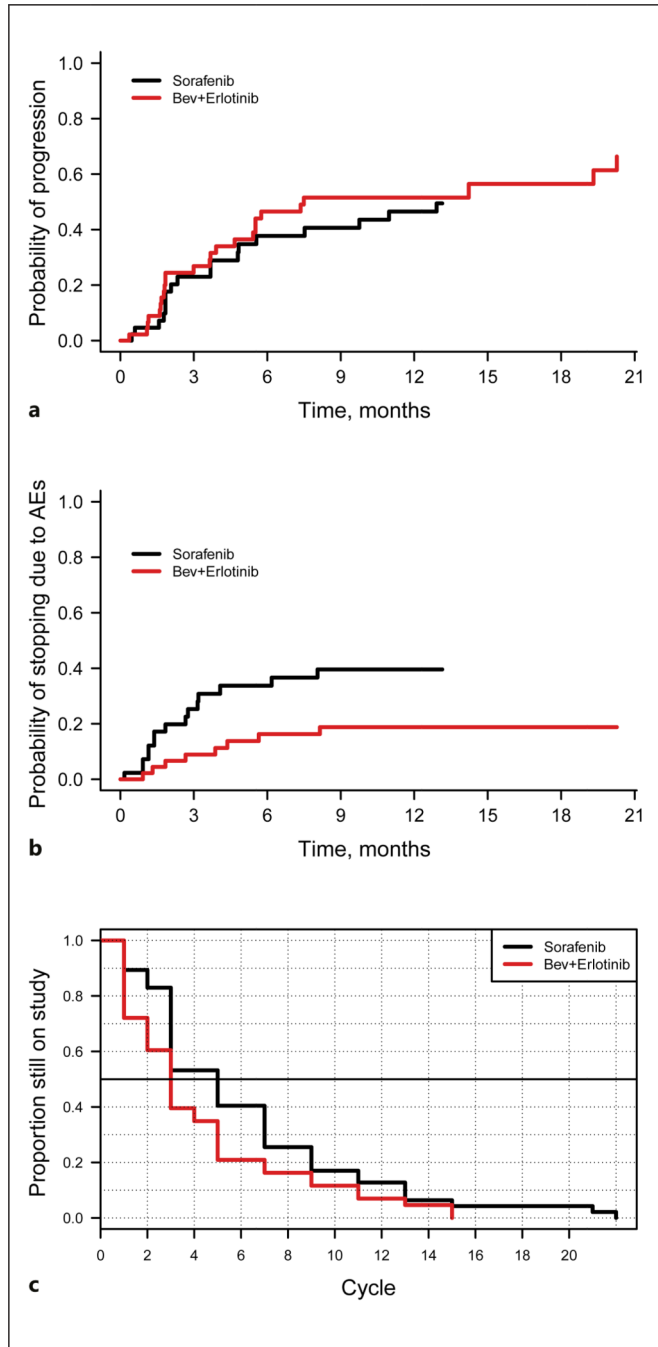 Probability of progression
1.0
0.8
0.6
0.4
0.2
0.0
Sorafenib
Bev+Erlotinib
0 3 6 9 12 15 18 21
Time, months
a
Probability of stopping due to AEs
1.0
0.8
0.6
0.4
0.2
0.0
Sorafenib
Bev+Erlotinib
0 3 6 9 12 15 18 21
Time, months
b
Proportion still on study
1.0
0.8
0.6
0.4
0.2
0.0
Sorafenib
Bev+Erlotinib
0 2 4 6 8 10 12 14 16 18 20
Cycle
c